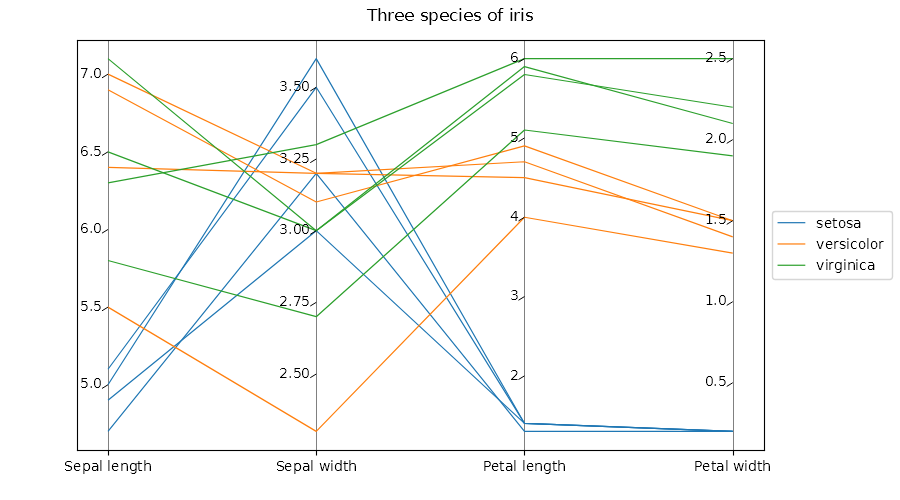 Three species of iris
7.0
6.5
6.0
5.5
5.0
3.50
3.25
3.00
2.75
2.50
6
5
4
3
2
2.5
2.0
1.5
1.0
0.5
Sepal length
Sepal width
Petal length
Petal width
setosa
versicolor
virginica